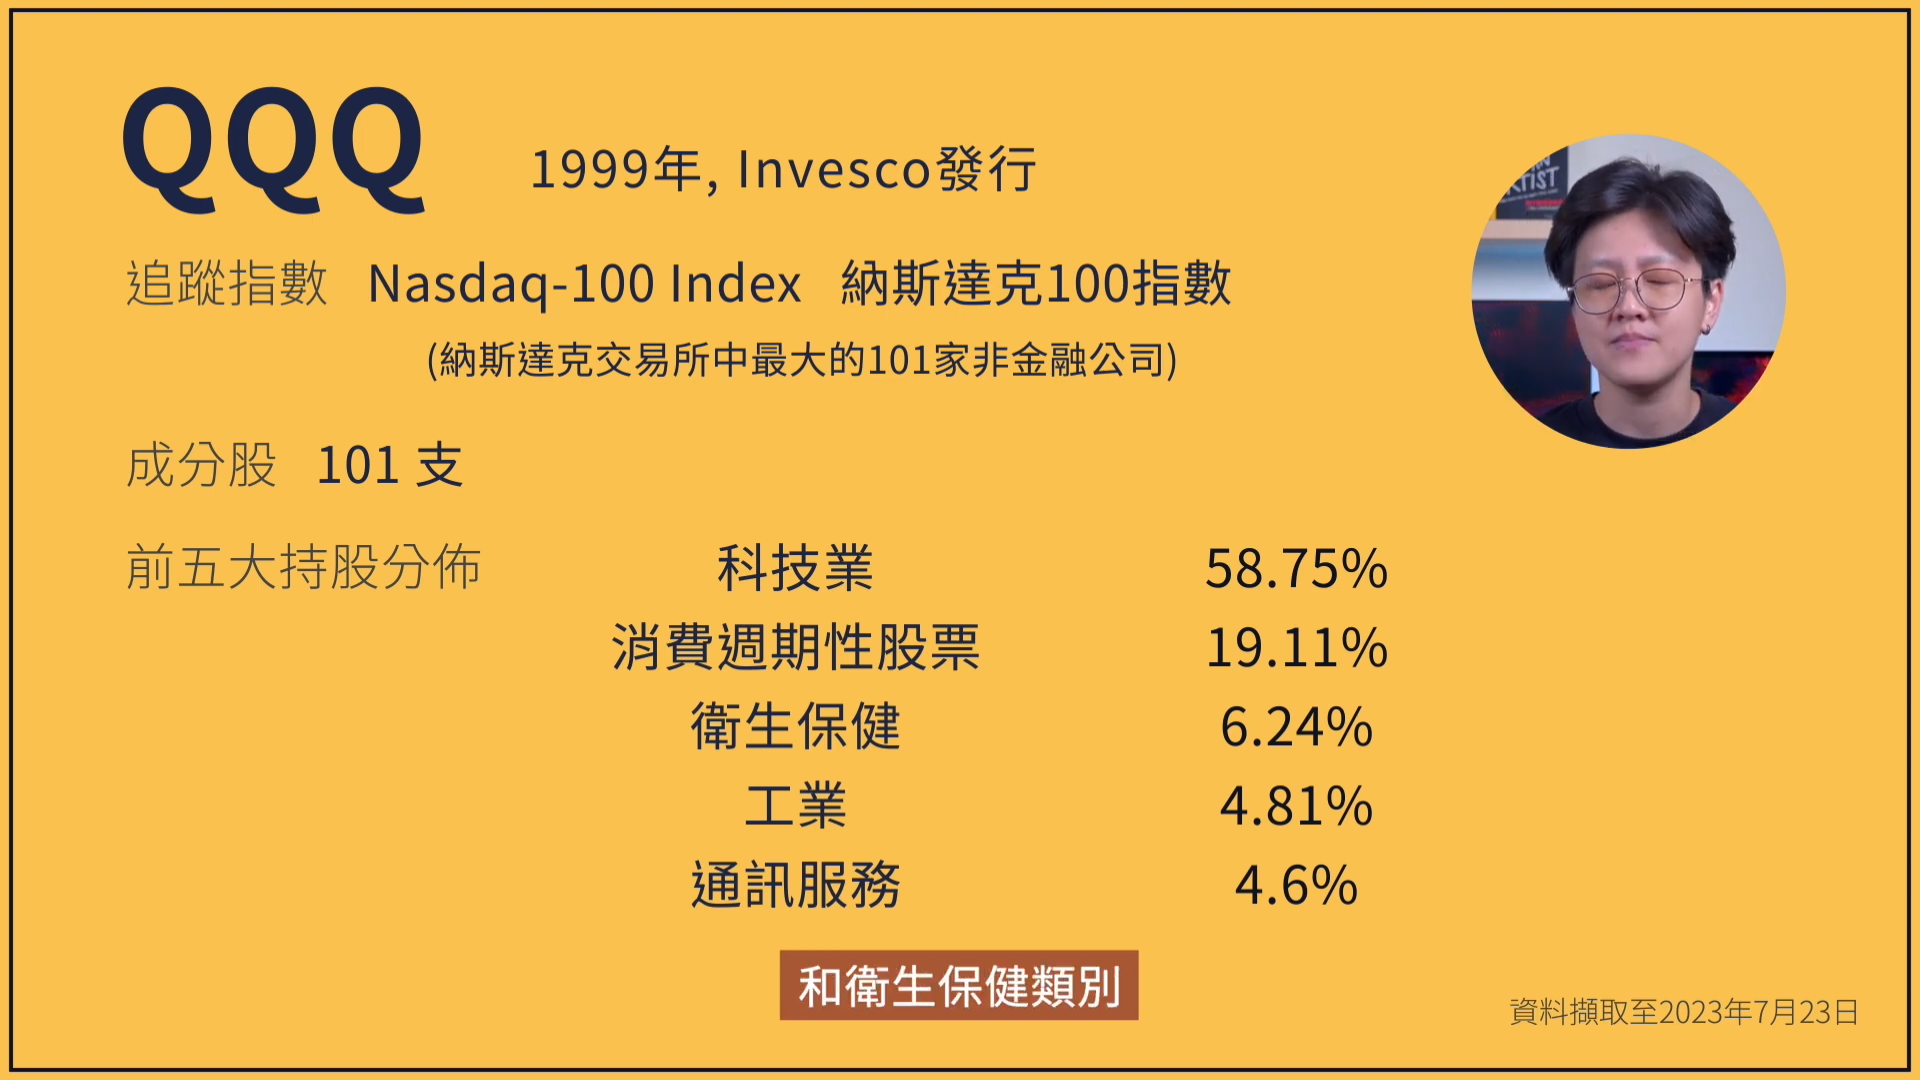 QQQ 1999年, Invesco發行
追蹤指數 Nasdaq-100 Index 納斯達克100指數
(納斯達克交易所中最大的101家非金融公司)
成分股 101 支
前五大持股分佈 科技業 58.75%
消費週期性股票 19.11%
衛生保健 6.24%
工業 4.81%
通訊服務 4.6%
和衛生保健類別
資料擷取至2023年7月23日